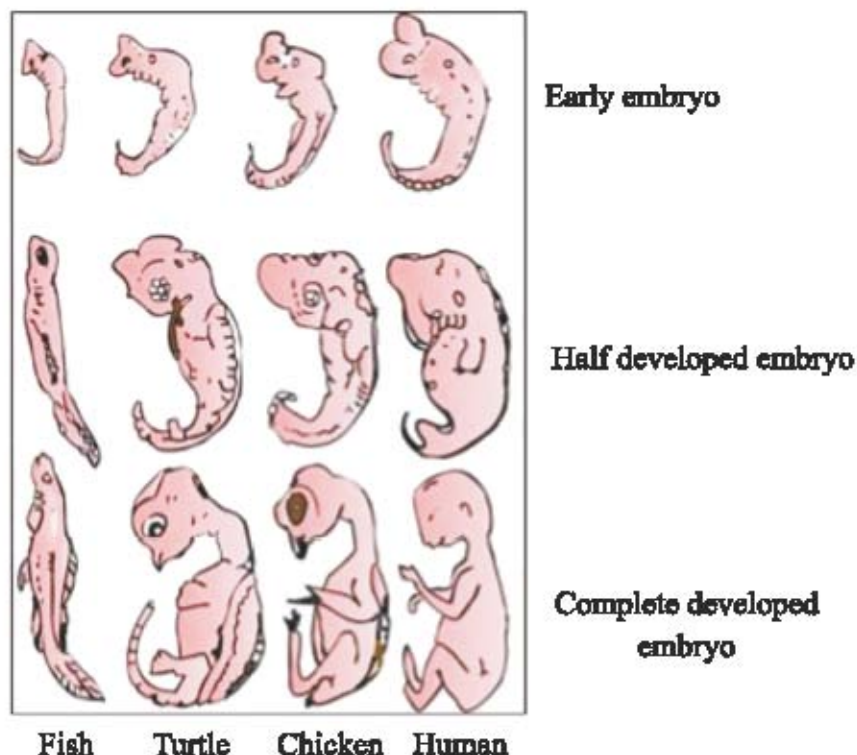 Early embryo
Half developed embryo
Complete developed
embryo
Fish Turtle Chicken Human